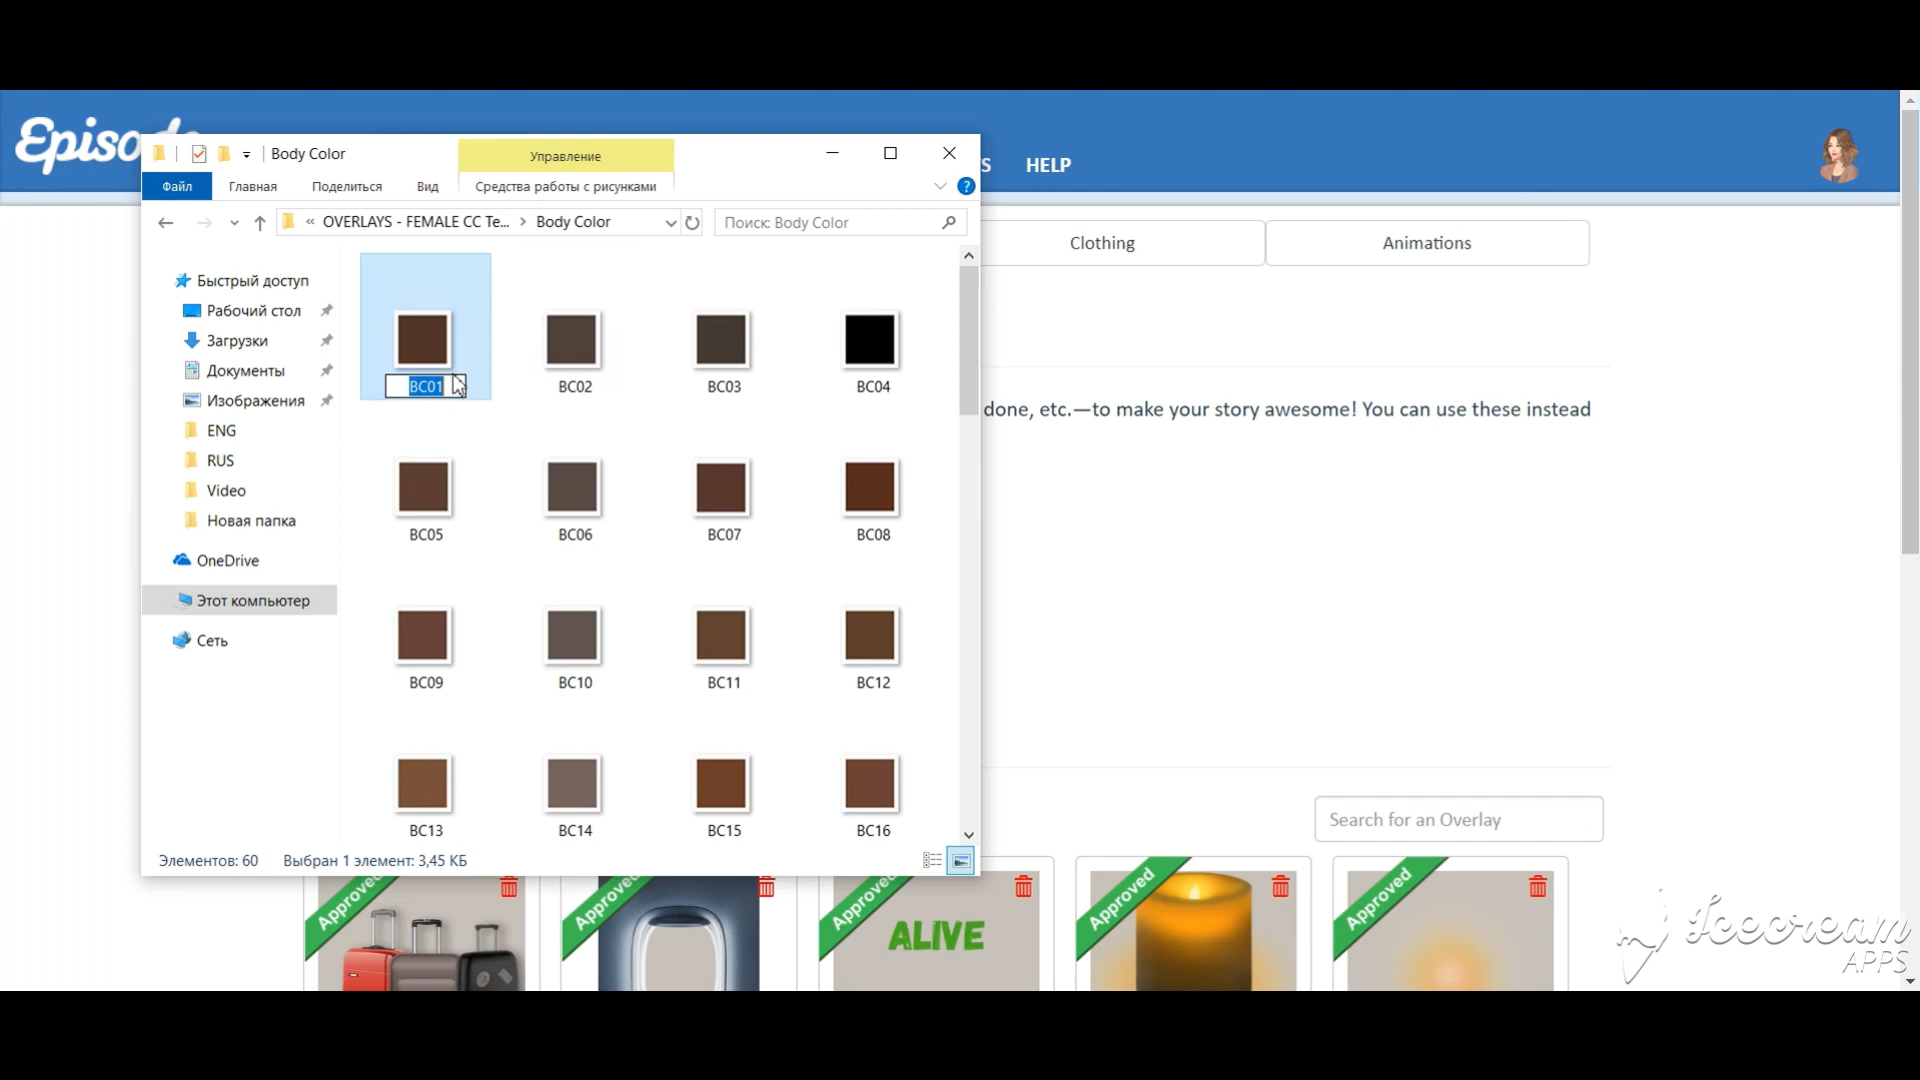 Episode
HELP
Body Color
Управление
Файл
Главная
Поделиться
Вид
Средства работы с рисунками
« OVERLAYS - FEMALE CC Te... > Body Color
Поиск: Body Color
Clothing
Animations
Быстрый доступ
Рабочий стол
Загрузки
Документы
Изображения
ENG
RUS
Video
Новая папка
OneDrive
Этот компьютер
Сеть
BC01
BC02
BC03
BC04
BC05
BC06
BC07
BC08
BC09
BC10
BC11
BC12
BC13
BC14
BC15
BC16
done, etc.—to make your story awesome! You can use these instead
Search for an Overlay
Элементов: 60
Выбран 1 элемент: 3,45 КБ
Approved
Approved
Approved
Approved
Approved
ALIVE
Icecream
APPS